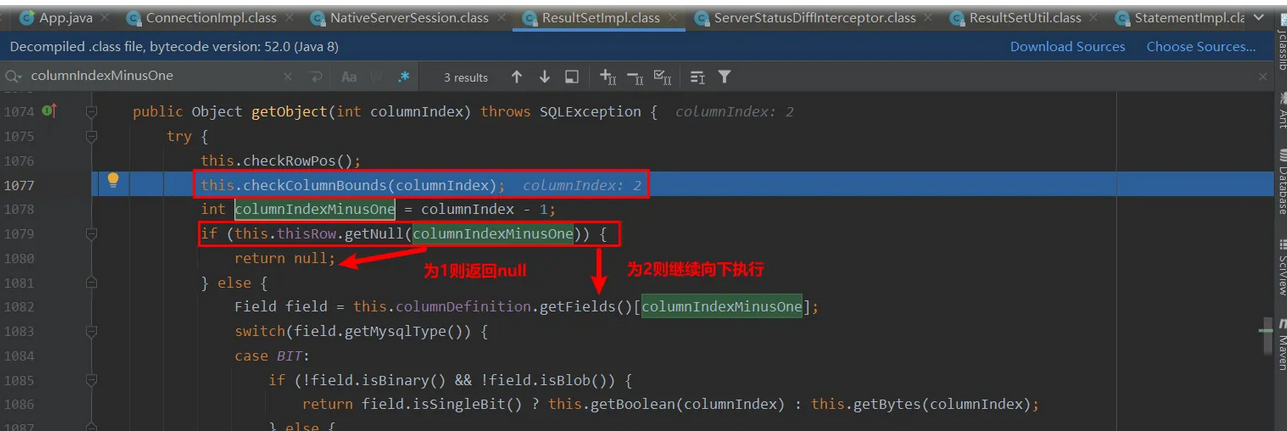 App.java × ConnectionImpl.class × NativeServerSession.class × ResultSetImpl.class × ServerStatusDiffInterceptor.class × ResultSetUtil.class × StatementImpl.cla
Decompiled .class file, bytecode version: 52.0 (Java 8) Download Sources Choose Sources...
columnIndexMinusOne × Aa W .* 3 results
1074 public Object getObject(int columnIndex) throws SQLException { columnIndex: 2
1075 try {
1076 this.checkRowPos();
1077 this.checkColumnBounds(columnIndex); columnIndex: 2
1078 int columnIndexMinusOne = columnIndex - 1;
1079 if (this.thisRow.getNull(columnIndexMinusOne)) {
1080 return null;
为1则返回null 为2则继续向下执行
1081 } else {
1082 Field field = this.columnDefinition.getFields()[columnIndexMinusOne];
1083 switch(field.getMysqlType()) {
1084 case BIT:
1085 if (!field.isBinary() && !field.isBlob()) {
1086 return field.isSingleBit() ? this.getBoolean(columnIndex) : this.getBytes(columnIndex);
1087 } else {
jclasslib
Ant
Database
SciView
Maven